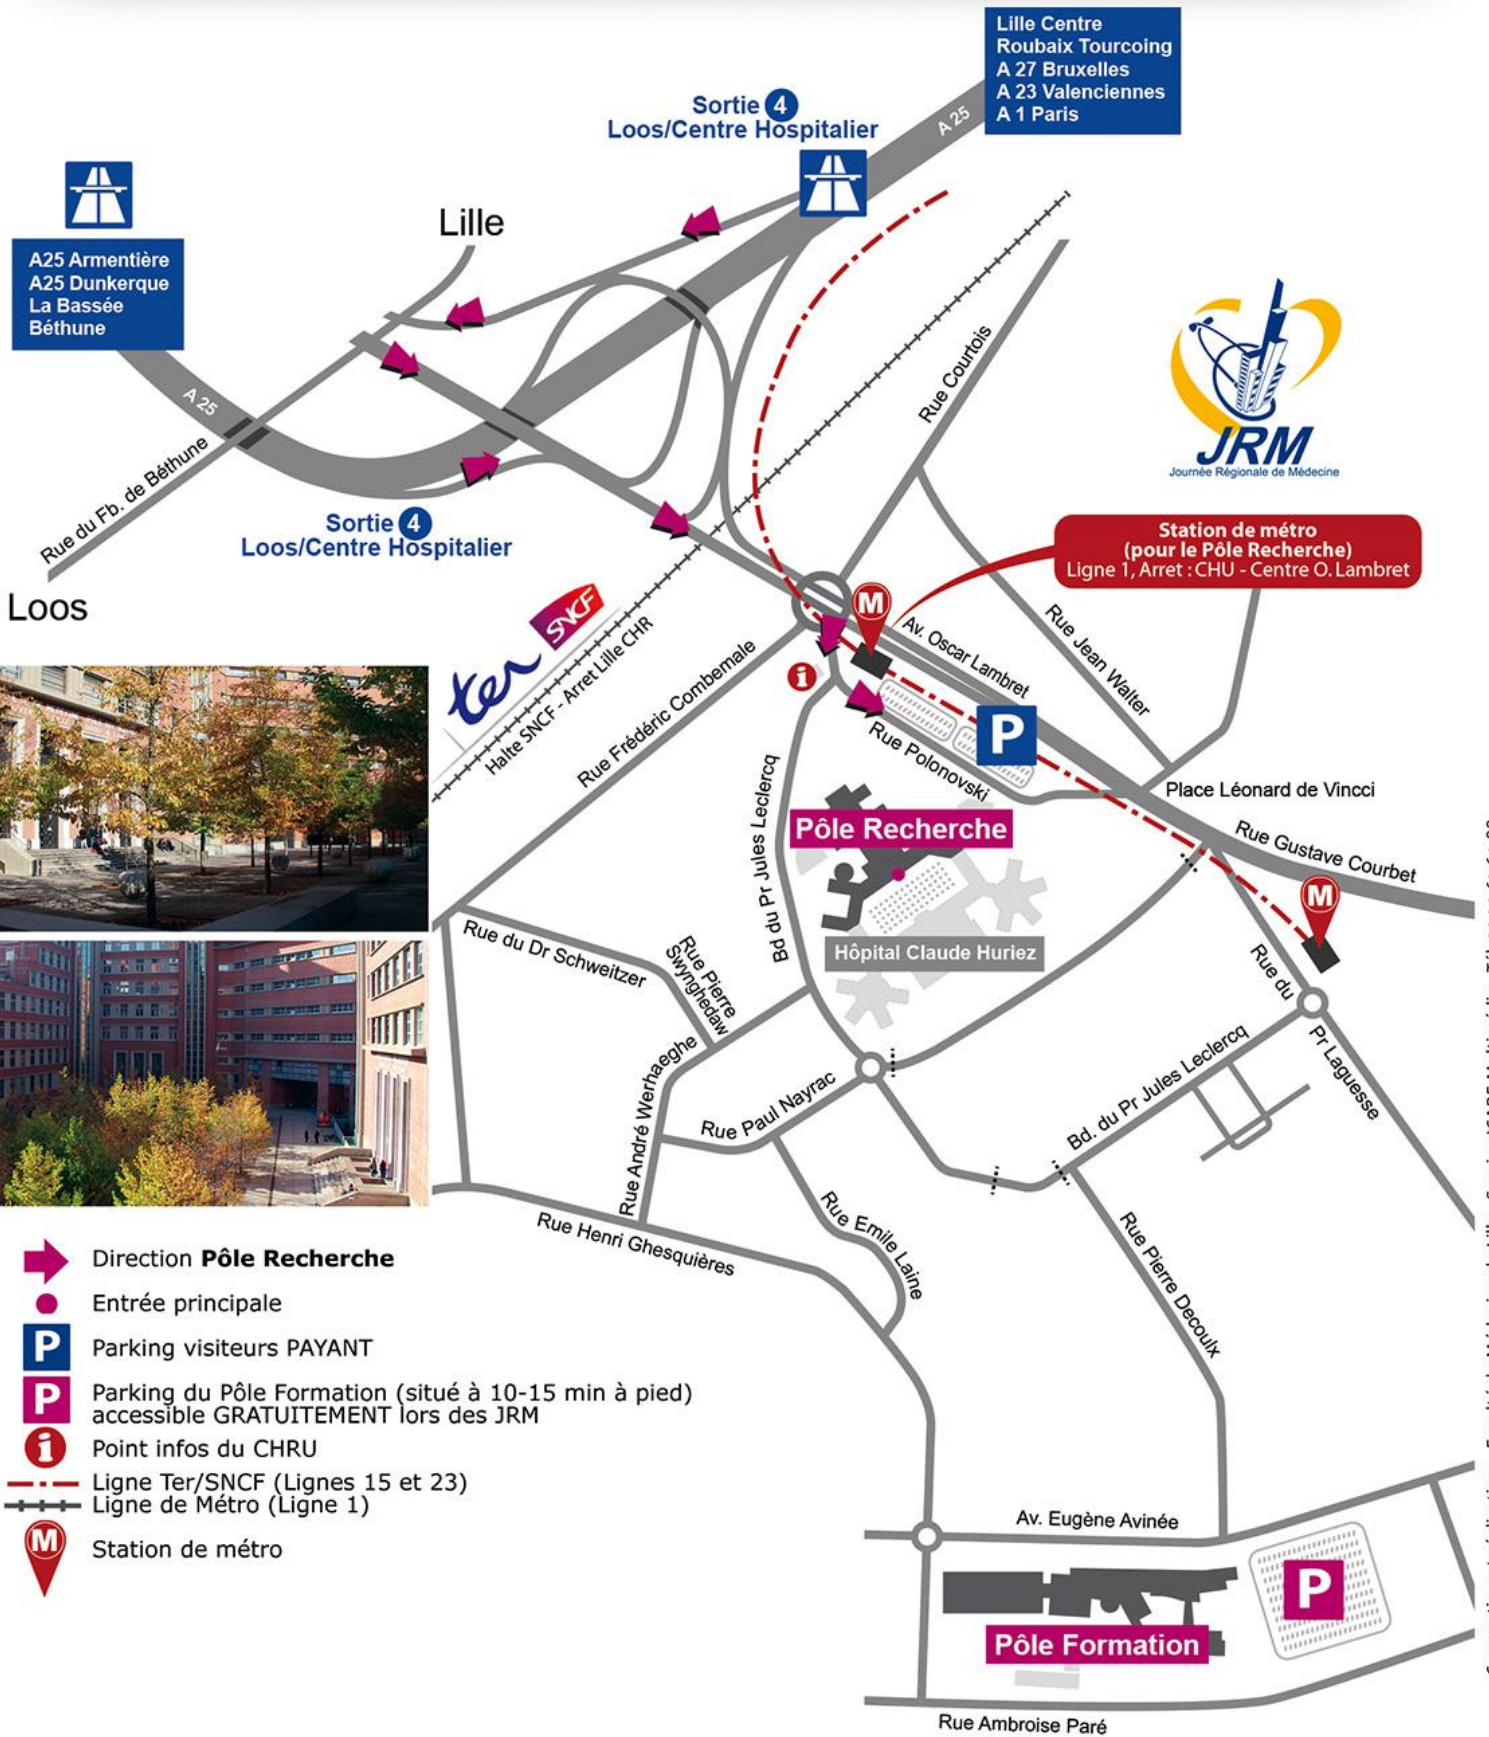 Lille Centre
Roubaix Tourcoing
A 27 Bruxelles
A 23 Valenciennes
A 1 Paris
Sortie 4
Loos/Centre Hospitalier
A 25
A25 Armentière
A25 Dunkerque
La Bassée
Béthune
Lille
A 25
Rue du Fb. de Béthune
Sortie 4
Loos/Centre Hospitalier
Loos
Rue Courtois
JRM
Journée Régionale de Médecine
Station de métro
(pour le Pôle Recherche)
Ligne 1, Arret : CHU - Centre O. Lambret
M
ter SNCF
Halte SNCF - Arret Lille CHR
Rue Frédéric Combemale
i
Av. Oscar Lambret
Rue Jean Walter
P
Rue Polonovski
Place Léonard de Vincci
Rue Gustave Courbet
Bd du Pr Jules Leclercq
Pôle Recherche
Hôpital Claude Huriez
M
Rue du
Pr Laguesse
Rue du Dr Schweitzer
Rue Pierre
Swynghedaw
Rue André Werhaeghe
Rue Paul Nayrac
Bd. du Pr Jules Leclercq
Rue Emile Laine
Rue Henri Ghesquières
Rue Pierre Decoulx
Direction Pôle Recherche
Entrée principale
P Parking visiteurs PAYANT
P Parking du Pôle Formation (situé à 10-15 min à pied)
accessible GRATUITEMENT lors des JRM
i Point infos du CHRU
Ligne Ter/SNCF (Lignes 15 et 23)
Ligne de Métro (Ligne 1)
M Station de métro
Av. Eugène Avinée
P
Pôle Formation
Rue Ambroise Paré